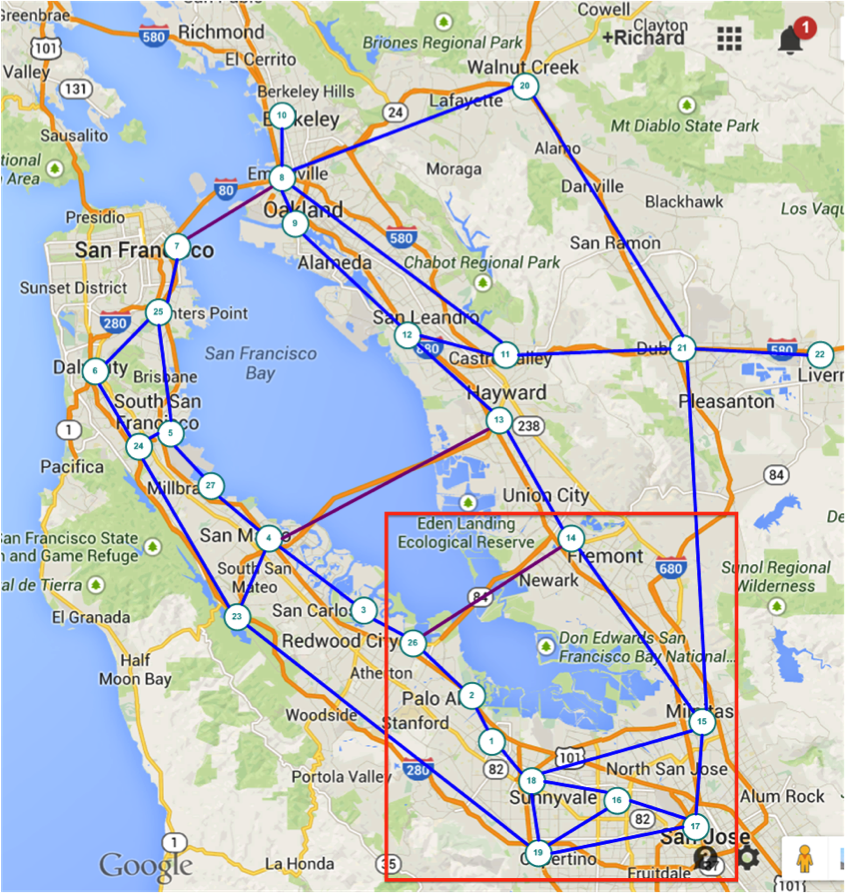 San Pablo
Cowell
Greenbrae
Richmond
580
Clayton
+Richard
1
101
Briones Regional Park
El Cerrito
Walnut Creek
Valley
131
Berkeley Hills
20
24
Lafayette
10
Mt Diablo State Park
Sausalito
Alamo
tional
Area
Moraga
8
80
Danville
Blackhawk
Oakland
Los Vaqu
Presidio
9
580
7
San Francisco
San Ramon
Alameda
Chabot Regional Park
Sunset District
25
nters Point
San Leandro
280
12
San Francisco
Bay
11
Castro Valley
Dub
21
580
22
Daly City
6
Brisbane
Liverm
Hayward
Pleasanton
South San
Francisco
13
238
1
5
24
Pacifica
84
Millbrae
27
Union City
Eden Landing
Ecological Reserve
De
San Francisco State
n and Game Refuge
San Mateo
4
14
Fremont
South San
Mateo
680
Sunol Regional
Wilderness
al de Tierra
Newark
84
El Granada
San Carlos
3
23
Redwood City
26
Don Edwards San
Francisco Bay National...
Half
Moon Bay
Atherton
2
Palo Alto
Woodside
Stanford
15
Milpitas
1
101
Portola Valley
280
82
North San Jose
18
Sunnyvale
16
Alum Rock
82
17
San Jose
1
19
Cupertino
Google
La Honda
35
Fruitdale
87
101